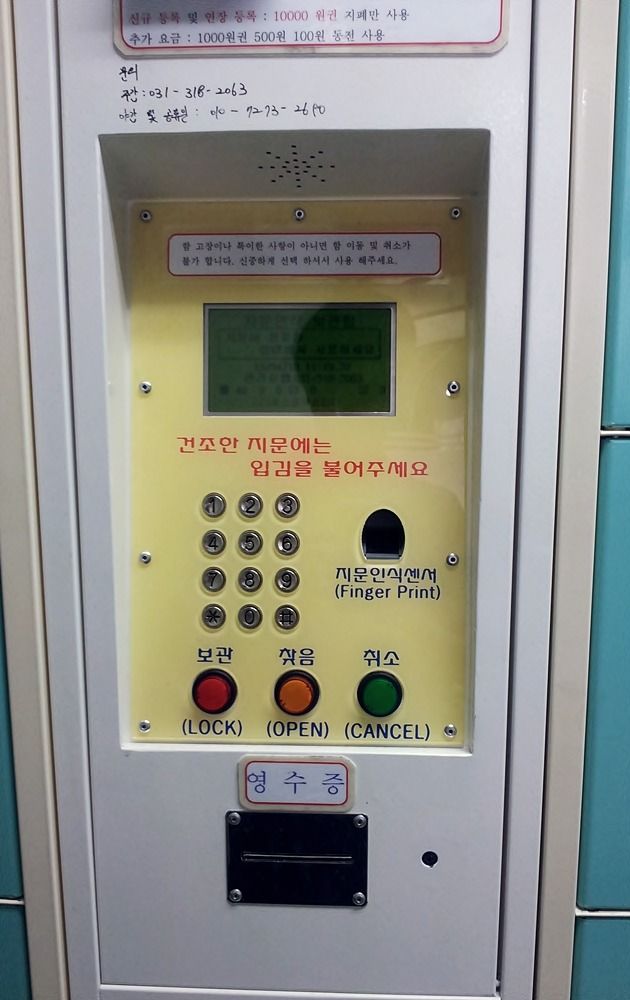 신규 등록 및 연장 등록 : 10000 원권 지폐만 사용
추가 요금 : 1000원권 500원 100원 동전 사용
문의
주간 : 031 - 318 - 2063
야간 및 공휴일 : 010 - 7273 - 2690
함 고장이나 특이한 사항이 아니면 함 이동 및 취소가
불가 합니다. 신중하게 선택 하셔서 사용 해주세요.
건조한 지문에는
입김을 불어주세요
1 2 3
4 5 6
7 8 9
* 0 #
지문인식센서
(Finger Print)
보관 찾음 취소
(LOCK) (OPEN) (CANCEL)
영 수 증